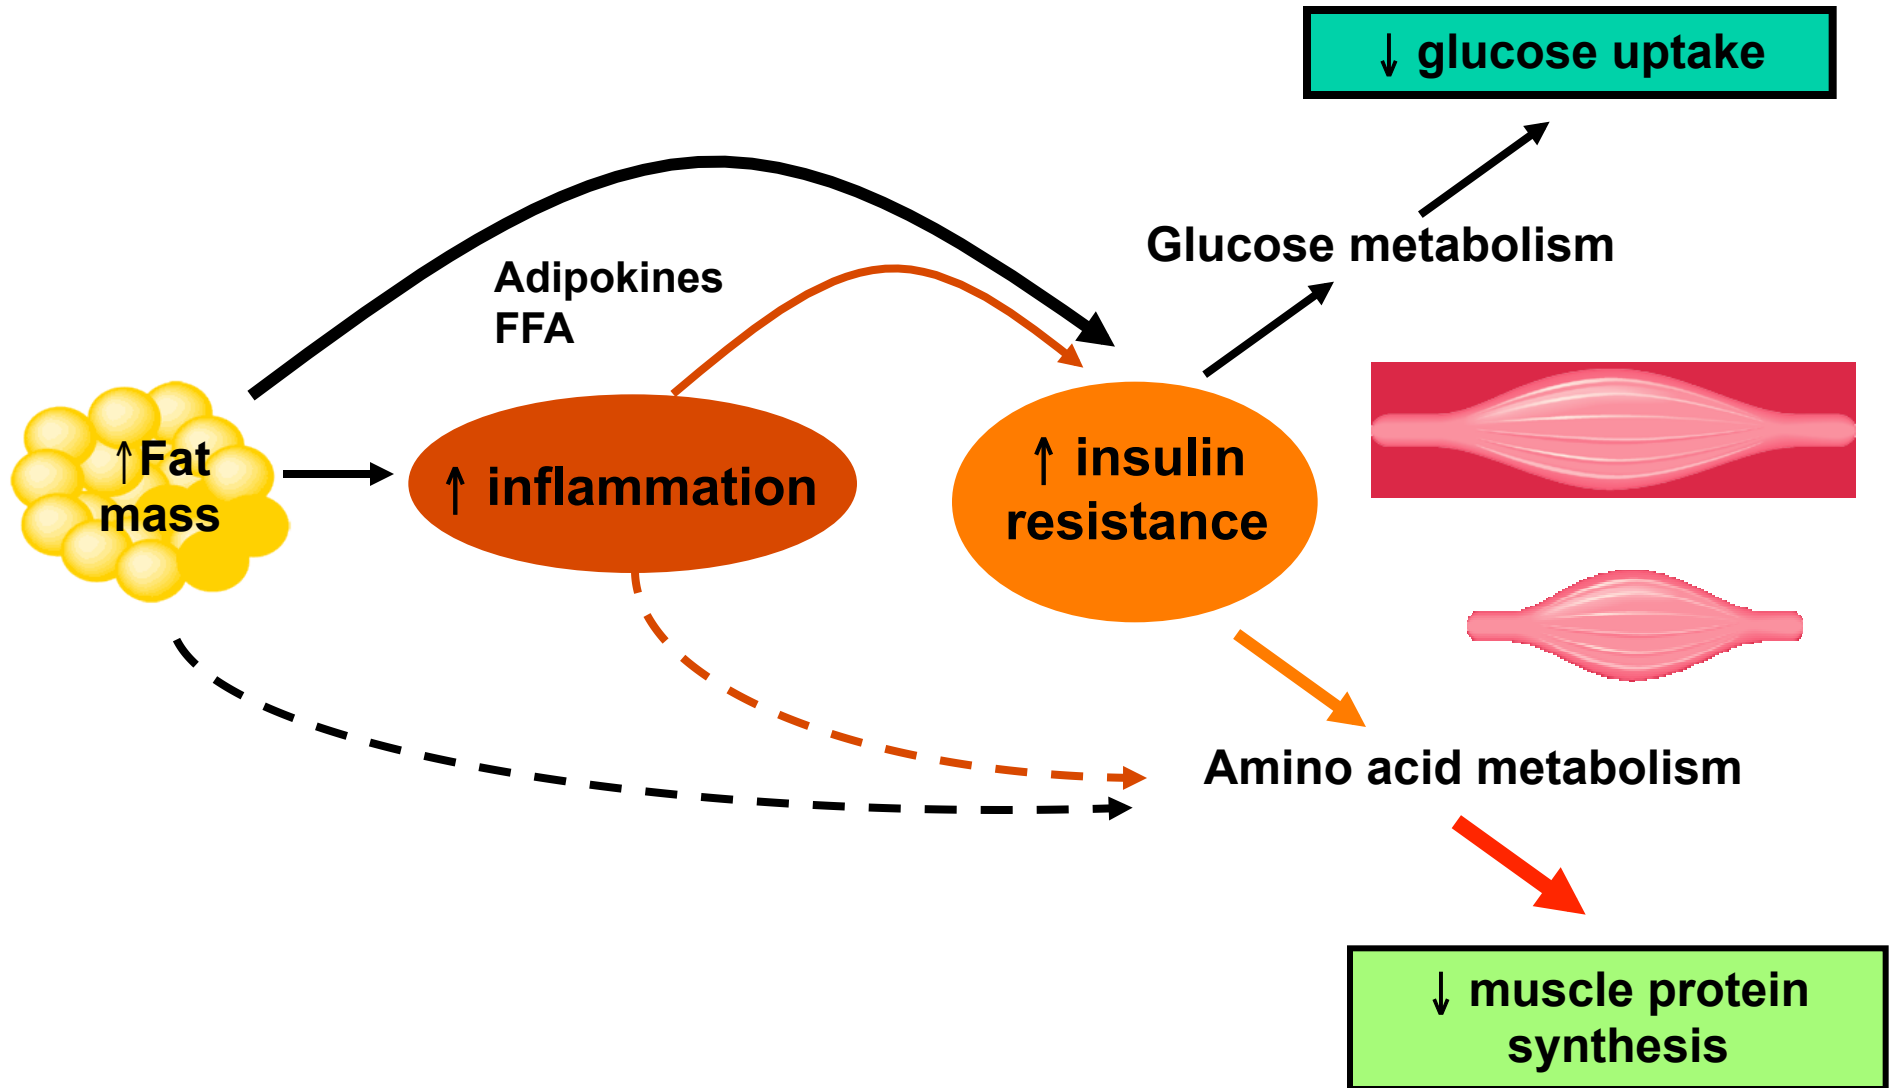 ↓ glucose uptake
Glucose metabolism
Adipokines
FFA
↑Fat
mass
↑ inflammation
↑ insulin
resistance
Amino acid metabolism
↓ muscle protein
synthesis